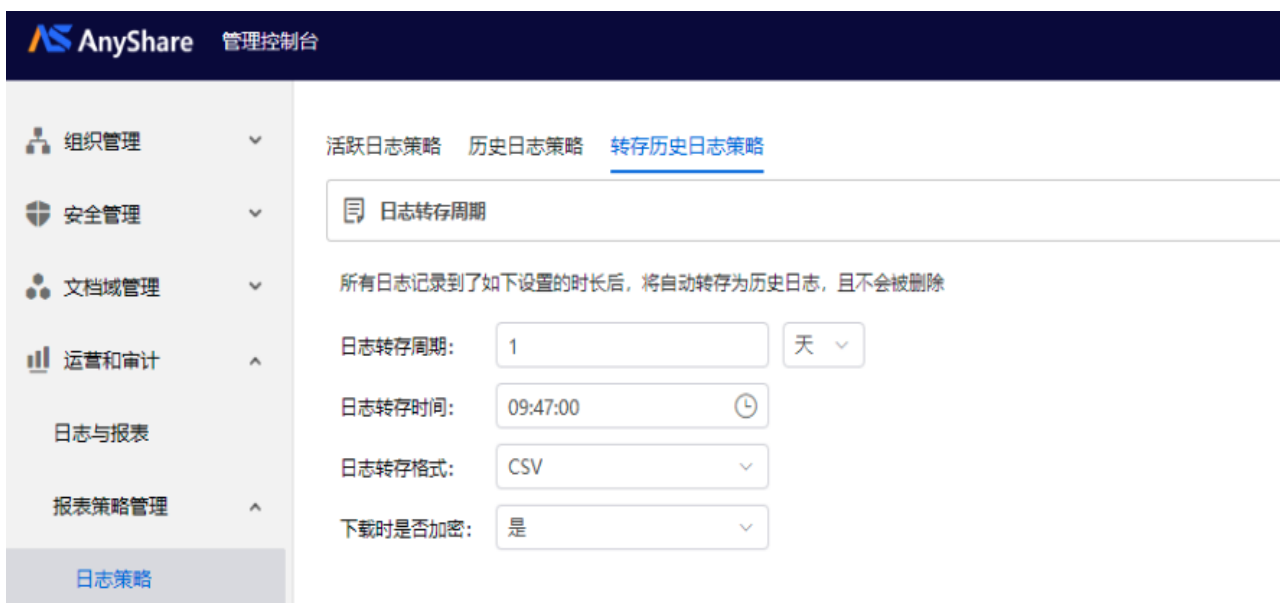 AnyShare 管理控制台
组织管理
安全管理
文档域管理
运营和审计
日志与报表
报表策略管理
日志策略
活跃日志策略 历史日志策略 转存历史日志策略
日志转存周期
所有日志记录到了如下设置的时长后，将自动转存为历史日志，且不会被删除
日志转存周期： 1 天
日志转存时间： 09:47:00
日志转存格式： CSV
下载时是否加密： 是